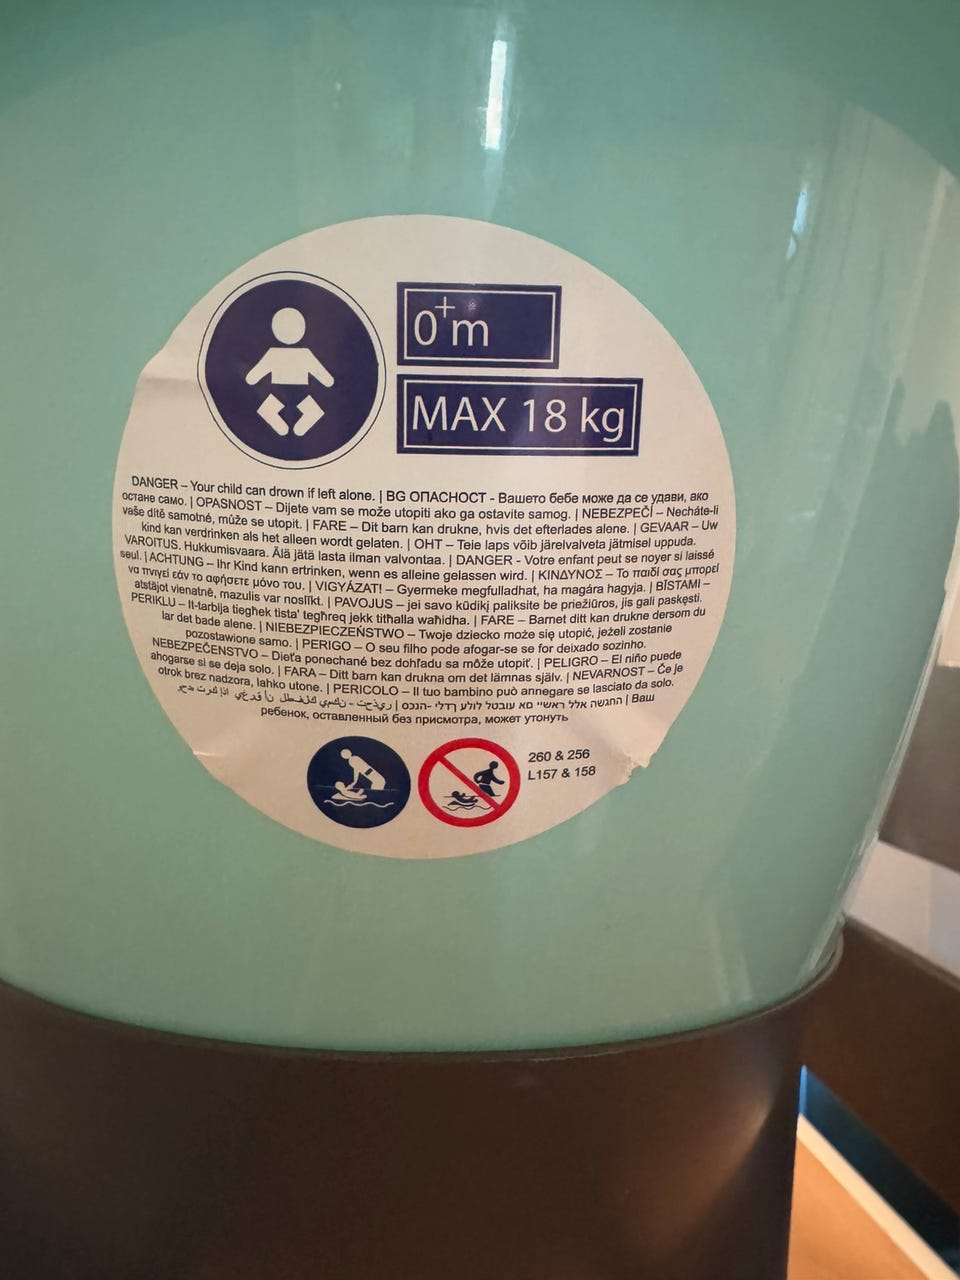 0+m
MAX 18 kg
DANGER – Your child can drown if left alone. | BG ОПАСНОСТ - Вашето бебе може да се удави, ако
остане само. | OPASNOST – Dijete vam se može utopiti ako ga ostavite samog. | NEBEZPEČÍ – Necháte-li
vaše dítě samotné, může se utopit. | FARE – Dit barn kan drukne, hvis det efterlades alene. | GEVAAR – Uw
kind kan verdrinken als het alleen wordt gelaten. | OHT – Teie laps võib järelvalveta jätmisel uppuda.
VAROITUS. Hukkumisvaara. Älä jätä lasta ilman valvontaa. | DANGER - Votre enfant peut se noyer si laissé
seul. | ACHTUNG – Ihr Kind kann ertrinken, wenn es alleine gelassen wird. | ΚΙΝΔΥΝΟΣ – Το παιδί σας μπορεί
να πνιγεί εάν το αφήσετε μόνο του. | VIGYÁZAT! – Gyermeke megfulladhat, ha magára hagyja. | BĪSTAMI –
atstājot vienatnē, mazulis var noslīkt. | PAVOJUS – jei savo kūdikį paliksite be priežiūros, jis gali paskęsti.
PERIKLU – It-tarbija tiegħek tista' tegħreq jekk titħalla waħidha. | FARE – Barnet ditt kan drukne dersom du
lar det bade alene. | NIEBEZPIECZEŃSTWO – Twoje dziecko może się utopić, jeżeli zostanie
pozostawione samo. | PERIGO – O seu filho pode afogar-se se for deixado sozinho.
NEBEZPEČENSTVO – Dieťa ponechané bez dohľadu sa môže utopiť. | PELIGRO – El niño puede
ahogarse si se deja solo. | FARA – Ditt barn kan drukna om det lämnas själv. | NEVARNOST – Če je
otrok brez nadzora, lahko utone. | PERICOLO – Il tuo bambino può annegare se lasciato da solo.
| Ваш
ребенок, оставленный без присмотра, может утонуть
260 & 256
L157 & 158